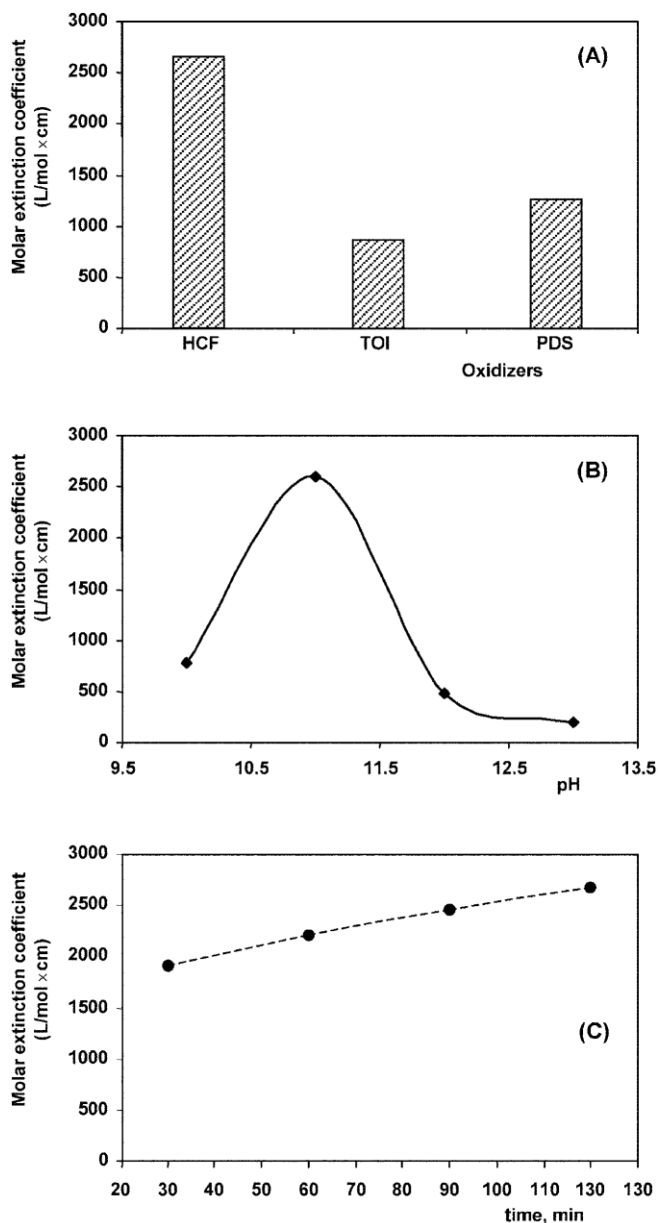 (A)
Molar extinction coefficient
(L/mol×cm)
3000
2500
2000
1500
1000
500
0
HCF TOI PDS
Oxidizers
(B)
Molar extinction coefficient
(L/mol×cm)
3000
2500
2000
1500
1000
500
0
9.5 10.5 11.5 12.5 13.5
pH
Molar extinction coefficient
(L/mol×cm)
3000
2500
2000
1500
1000
500
0
(C)
20 30 40 50 60 70 80 90 100 110 130 130
time, min